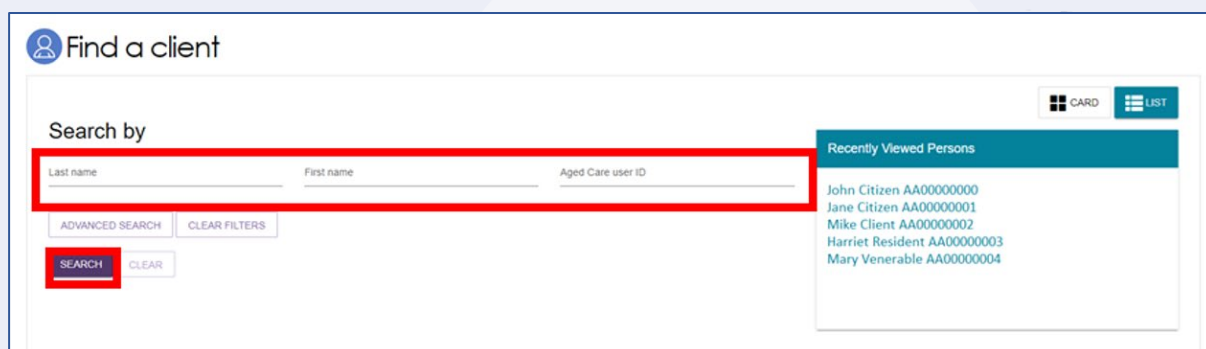 Find a client
CARD LIST
Search by
Last name First name Aged Care user ID
ADVANCED SEARCH CLEAR FILTERS
SEARCH CLEAR
Recently Viewed Persons
John Citizen AA00000000
Jane Citizen AA00000001
Mike Client AA00000002
Harriet Resident AA00000003
Mary Venerable AA00000004